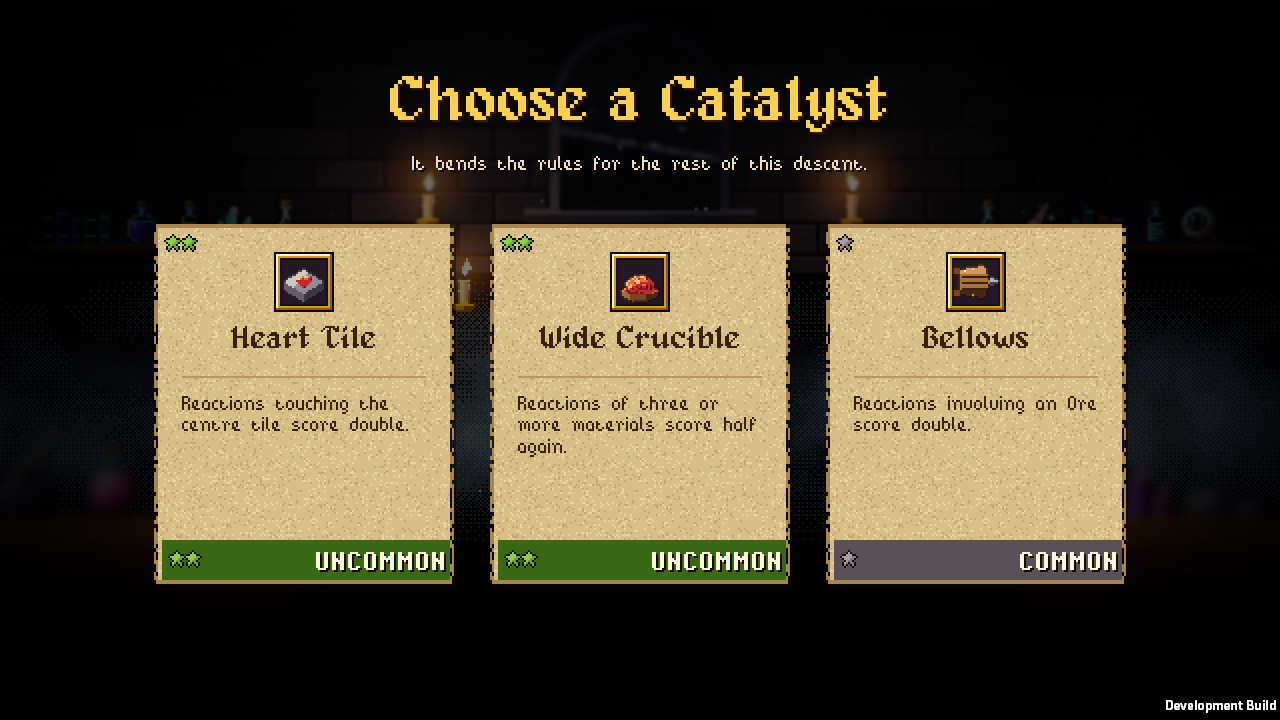 Choose a Catalyst
It bends the rules for the rest of this descent.
Heart Tile
Reactions touching the
centre tile score double.
UNCOMMON
Wide Crucible
Reactions of three or
more materials score half
again.
UNCOMMON
Bellows
Reactions involving an Ore
score double.
COMMON
Development Build